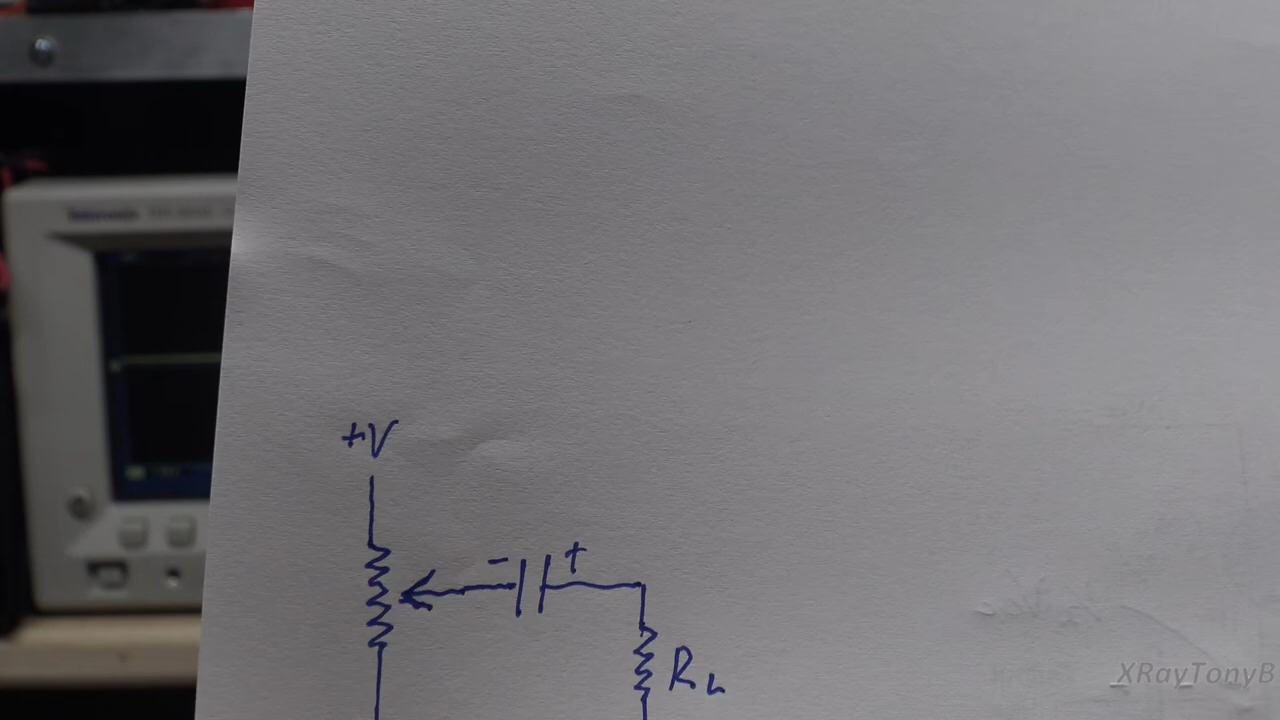 Tektronix
+V
- +
RL
XRayTonyB